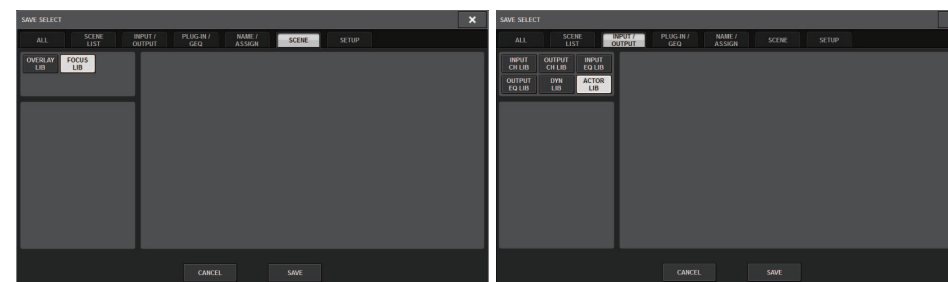 SAVE SELECT
ALL
SCENE
LIST
INPUT /
OUTPUT
PLUG-IN /
GEQ
NAME /
ASSIGN
SCENE
SETUP
OVERLAY
LIB
FOCUS
LIB
CANCEL
SAVE
SAVE SELECT
ALL
SCENE
LIST
INPUT /
OUTPUT
PLUG-IN /
GEQ
NAME /
ASSIGN
SCENE
SETUP
INPUT
CH LIB
OUTPUT
CH LIB
INPUT
EQ LIB
OUTPUT
EQ LIB
DYN
LIB
ACTOR
LIB
CANCEL
SAVE